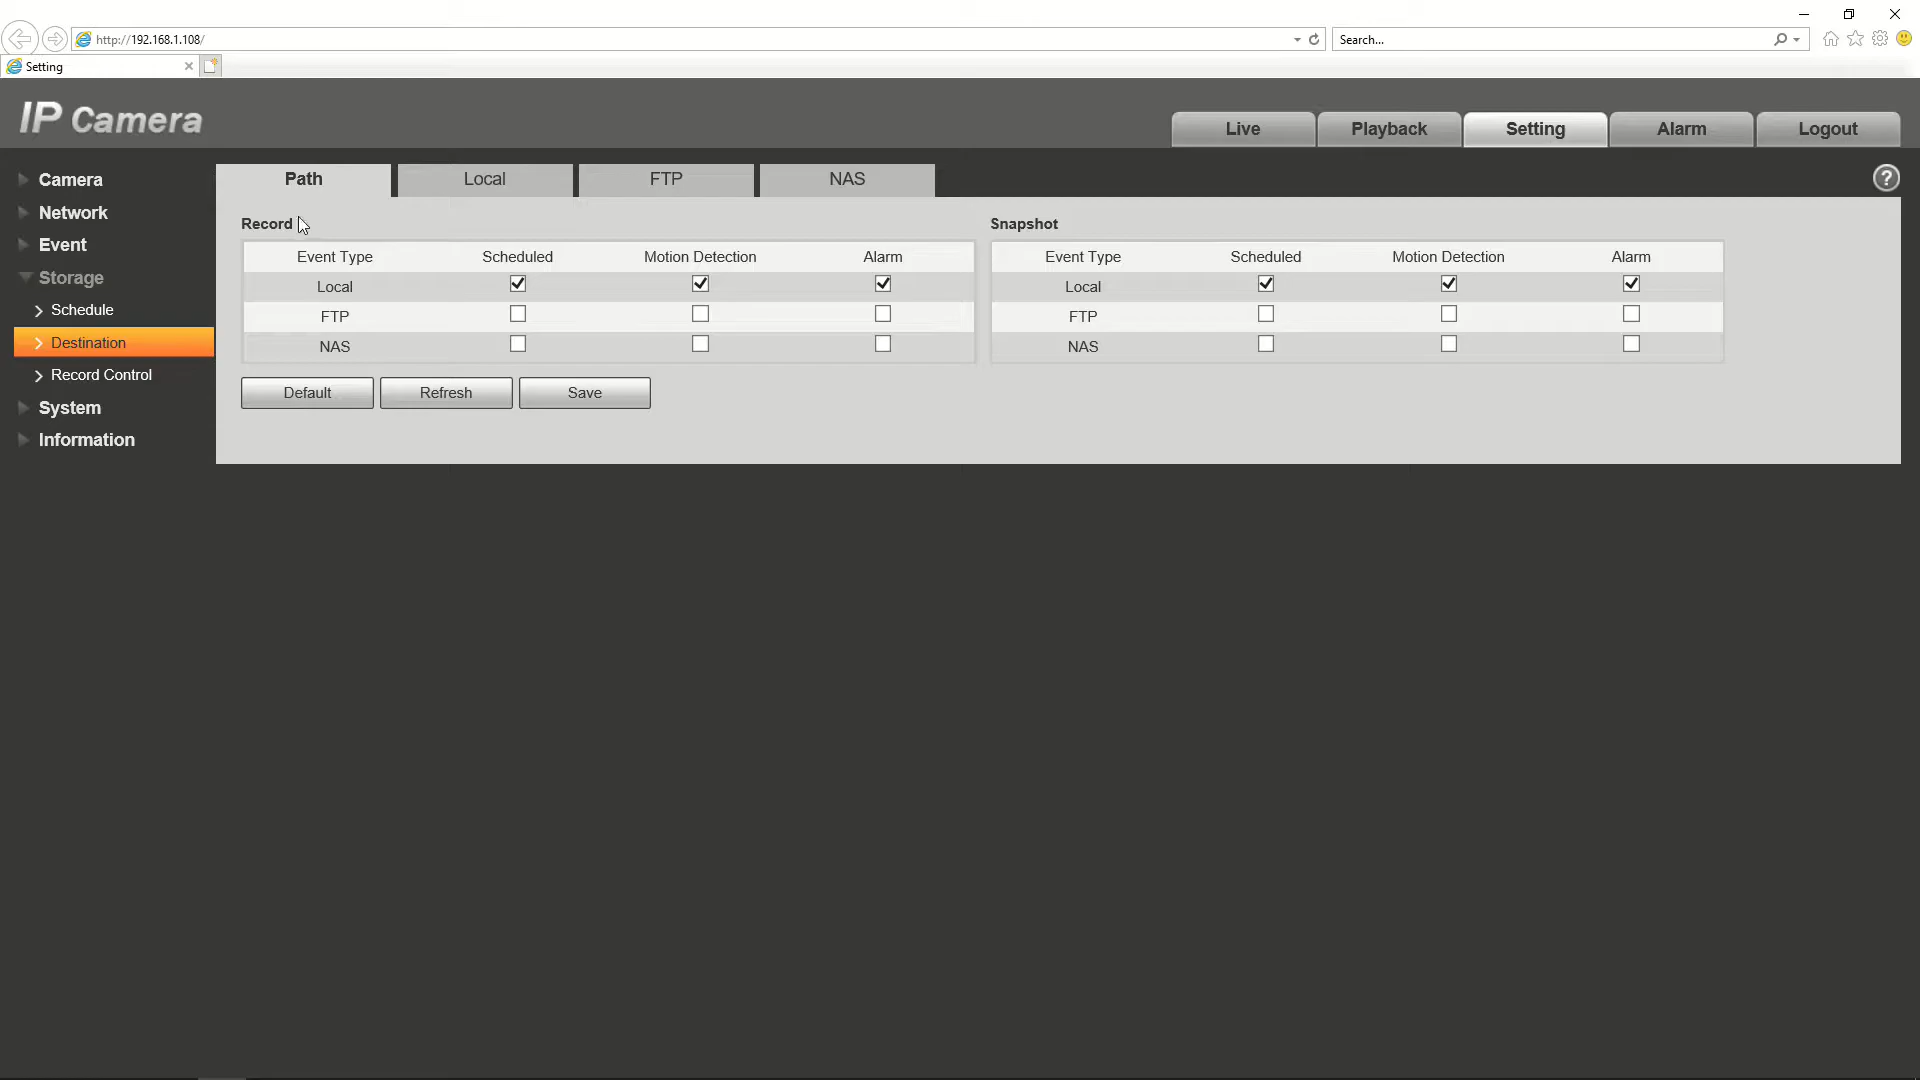 http://192.168.1.108/
Search...
Setting
IP Camera
Live Playback Setting Alarm Logout
Camera
Network
Event
Storage
Schedule
Destination
Record Control
System
Information
Path Local FTP NAS
?
Record
Event Type Scheduled Motion Detection Alarm
Local
FTP
NAS
Default Refresh Save
Snapshot
Event Type Scheduled Motion Detection Alarm
Local
FTP
NAS